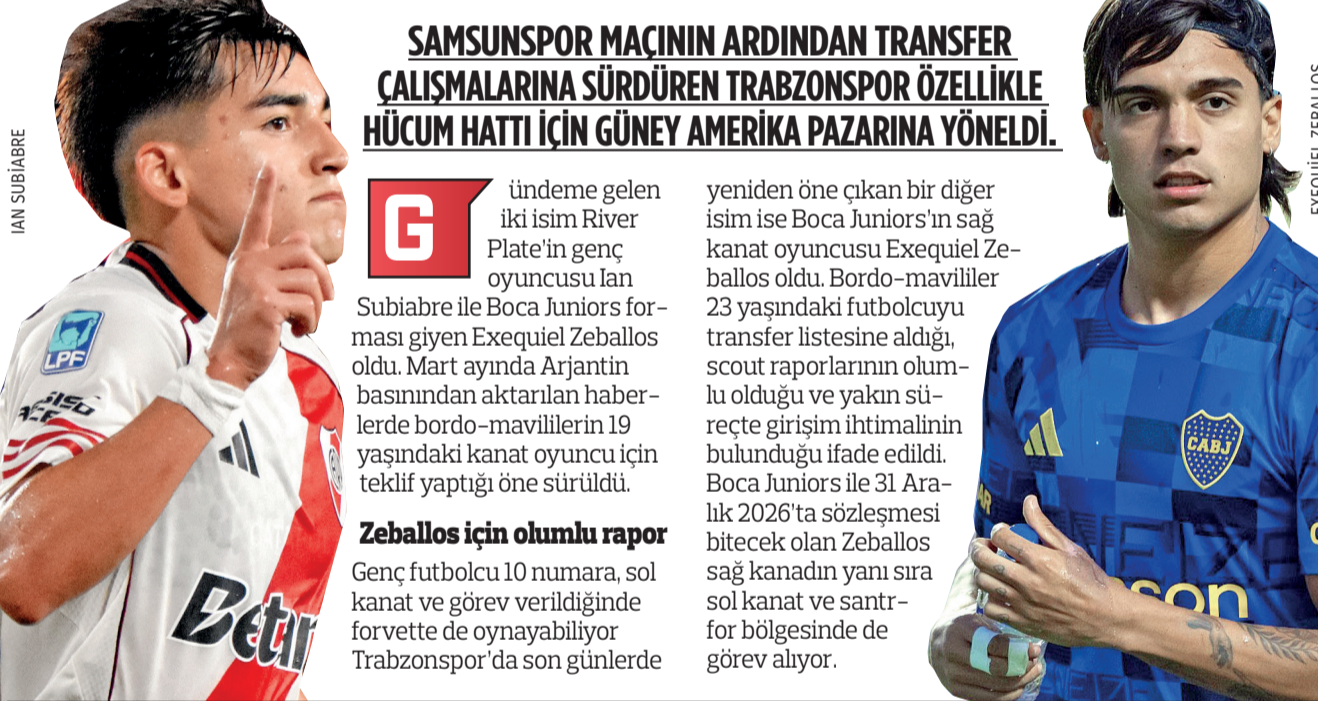 SAMSUNSPOR MAÇININ ARDINDAN TRANSFER
ÇALIŞMALARINA SÜRDÜREN TRABZONSPOR ÖZELLİKLE
HÜCUM HATTI İÇİN GÜNEY AMERİKA PAZARINA YÖNELDİ.
IAN SUBİABRE
Gündeme gelen
iki isim River
Plate'in genç
oyuncusu Ian
Subiabre ile Boca Juniors for-
ması giyen Exequiel Zeballos
oldu. Mart ayında Arjantin
basınından aktarılan haber-
lerde bordo-mavililerin 19
yaşındaki kanat oyuncu için
teklif yaptığı öne sürüldü.
Zeballos için olumlu rapor
Genç futbolcu 10 numara, sol
kanat ve görev verildiğinde
forvette de oynayabiliyor
Trabzonspor'da son günlerde
yeniden öne çıkan bir diğer
isim ise Boca Juniors'ın sağ
kanat oyuncusu Exequiel Ze-
ballos oldu. Bordo-mavililer
23 yaşındaki futbolcuyu
transfer listesine aldığı,
scout raporlarının olum-
lu olduğu ve yakın sü-
reçte girişim ihtimalinin
bulunduğu ifade edildi.
Boca Juniors ile 31 Ara-
lık 2026'ta sözleşmesi
bitecek olan Zeballos
sağ kanadın yanı sıra
sol kanat ve santr-
for bölgesinde de
görev alıyor.
EXEQUİEL ZEBALLOS
LPF
Betan
CABJ